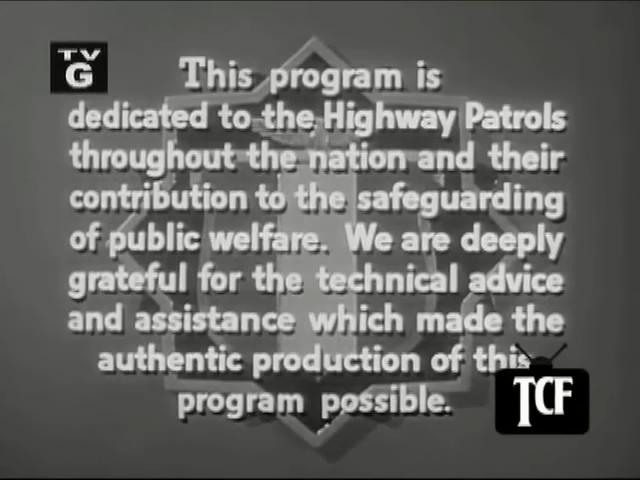 TV
G
This program is
dedicated to the Highway Patrols
throughout the nation and their
contribution to the safeguarding
of public welfare. We are deeply
grateful for the technical advice
and assistance which made the
authentic production of this
program possible.
TCF